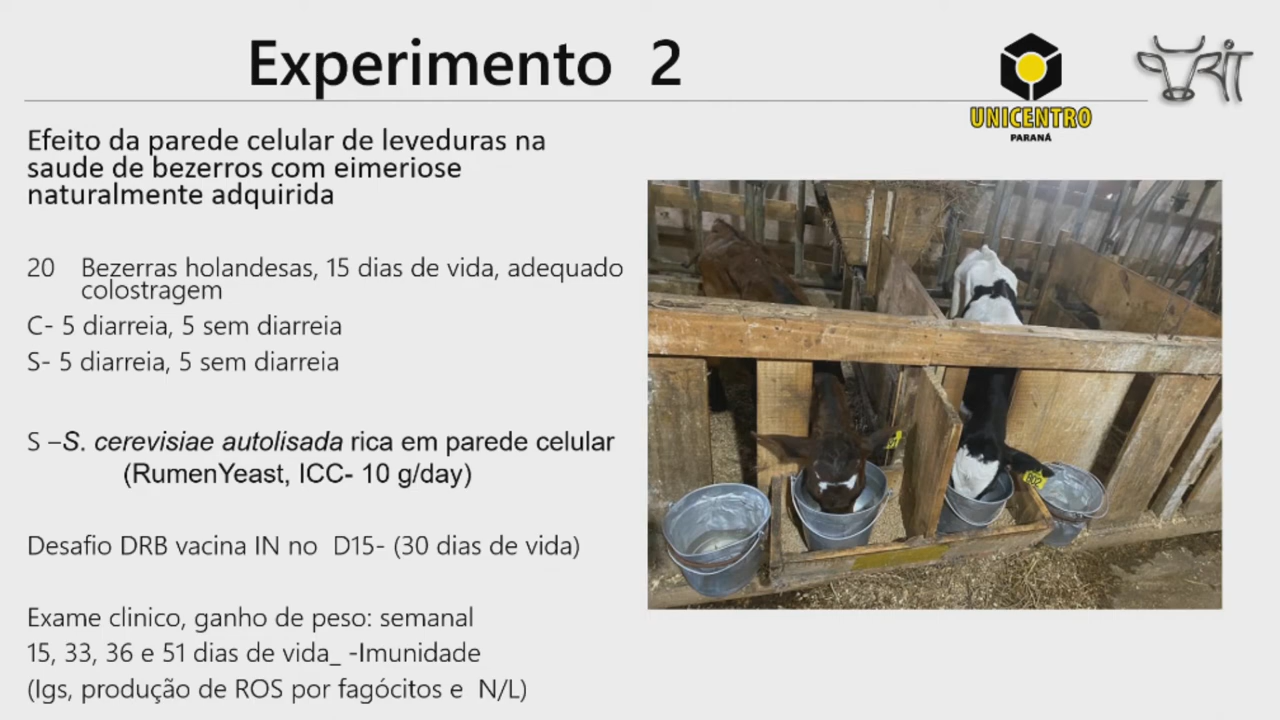 Experimento 2
UNICENTRO
PARANÁ
Efeito da parede celular de leveduras na
saude de bezerros com eimeriose
naturalmente adquirida
20 Bezerras holandesas, 15 dias de vida, adequado
colostragem
C- 5 diarreia, 5 sem diarreia
S- 5 diarreia, 5 sem diarreia
S –S. cerevisiae autolisada rica em parede celular
(RumenYeast, ICC- 10 g/day)
Desafio DRB vacina IN no D15- (30 dias de vida)
Exame clinico, ganho de peso: semanal
15, 33, 36 e 51 dias de vida_ -Imunidade
(Igs, produção de ROS por fagócitos e N/L)
802